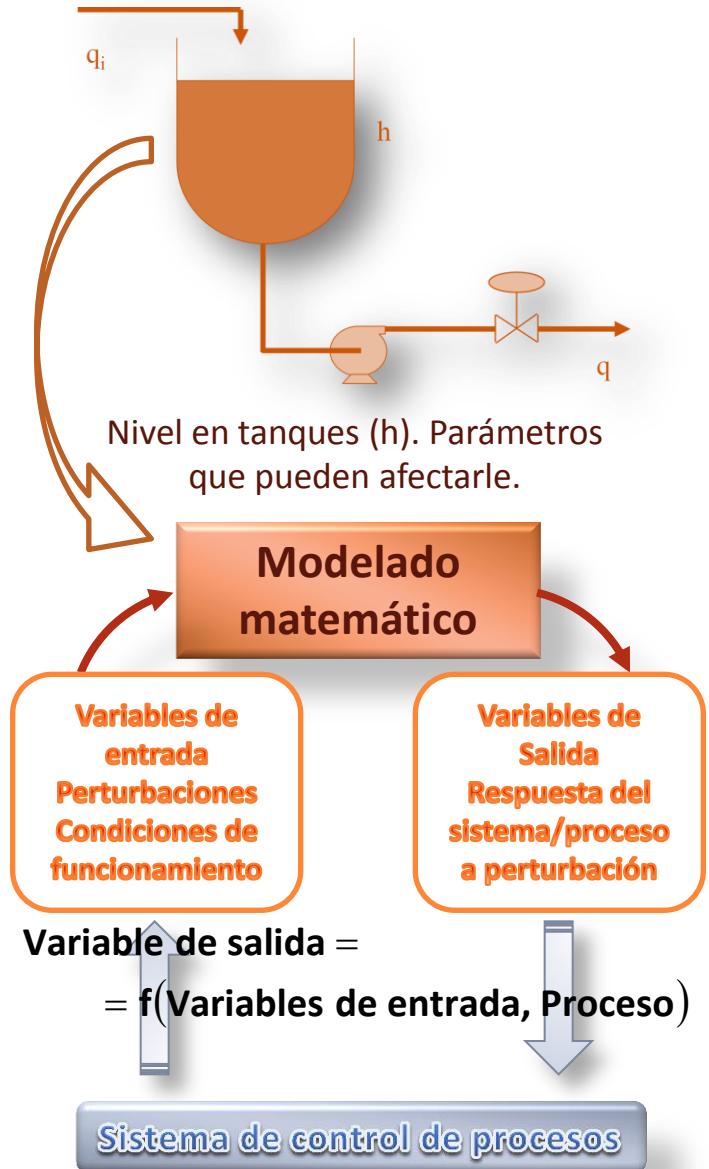 qi
h
q
Nivel en tanques (h). Parámetros
que pueden afectarle.
Modelado
matemático
Variables de
entrada
Perturbaciones
Condiciones de
funcionamiento
Variables de
Salida
Respuesta del
sistema/proceso
a perturbación
Variable de salida =
= f(Variables de entrada, Proceso)
Sistema de control de procesos